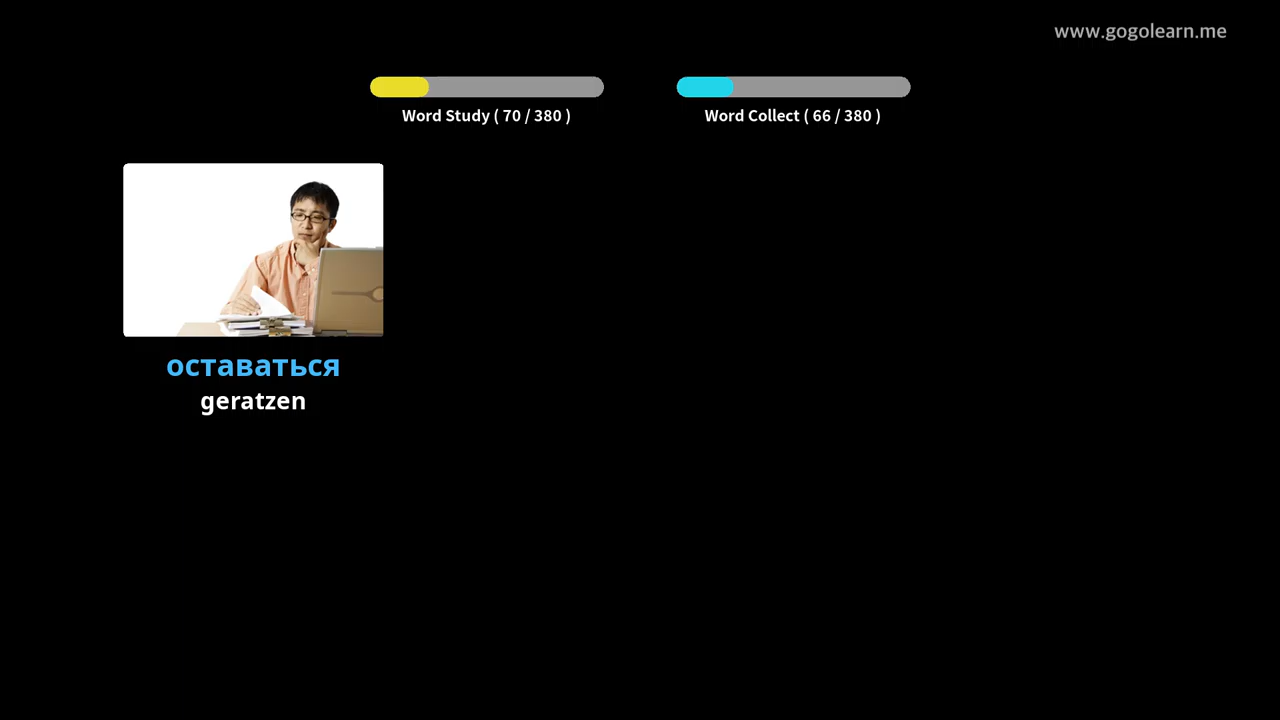 www.gogolearn.me
Word Study ( 70 / 380 )
Word Collect ( 66 / 380 )
оставаться
geratzen